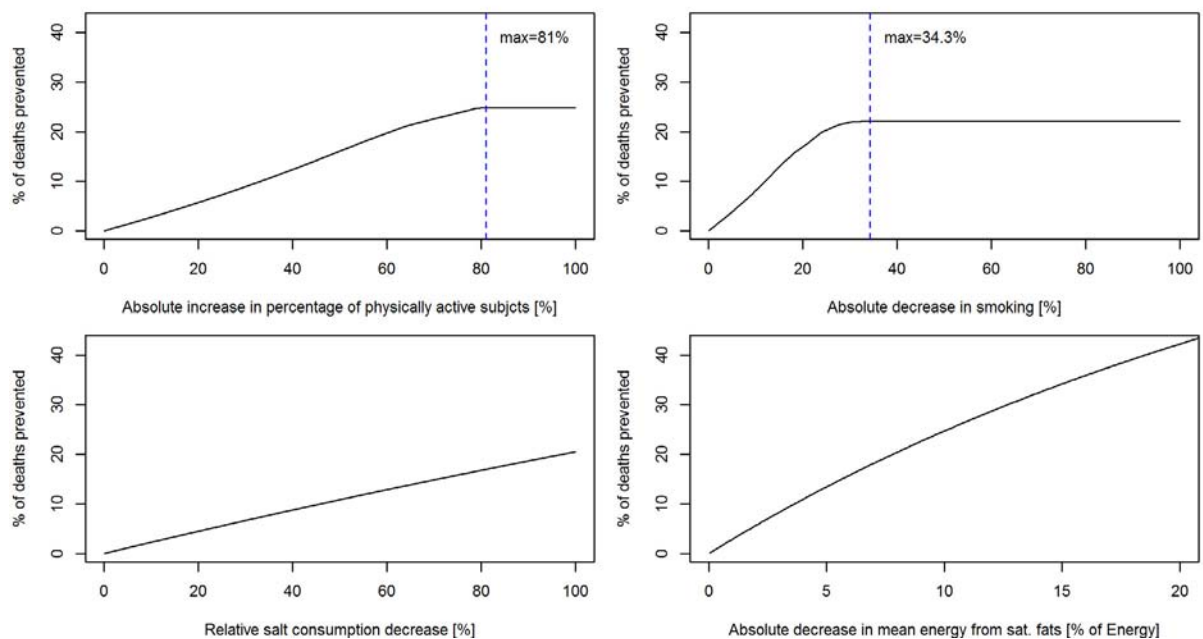 % of deaths prevented
40
30
20
10
0
max=81%
0 20 40 60 80 100
Absolute increase in percentage of physically active subjcts [%]
% of deaths prevented
40
30
20
10
0
max=34.3%
0 20 40 60 80 100
Absolute decrease in smoking [%]
% of deaths prevented
40
30
20
10
0
0 20 40 60 80 100
Relative salt consumption decrease [%]
% of deaths prevented
40
30
20
10
0
0 5 10 15 20
Absolute decrease in mean energy from sat. fats [% of Energy]